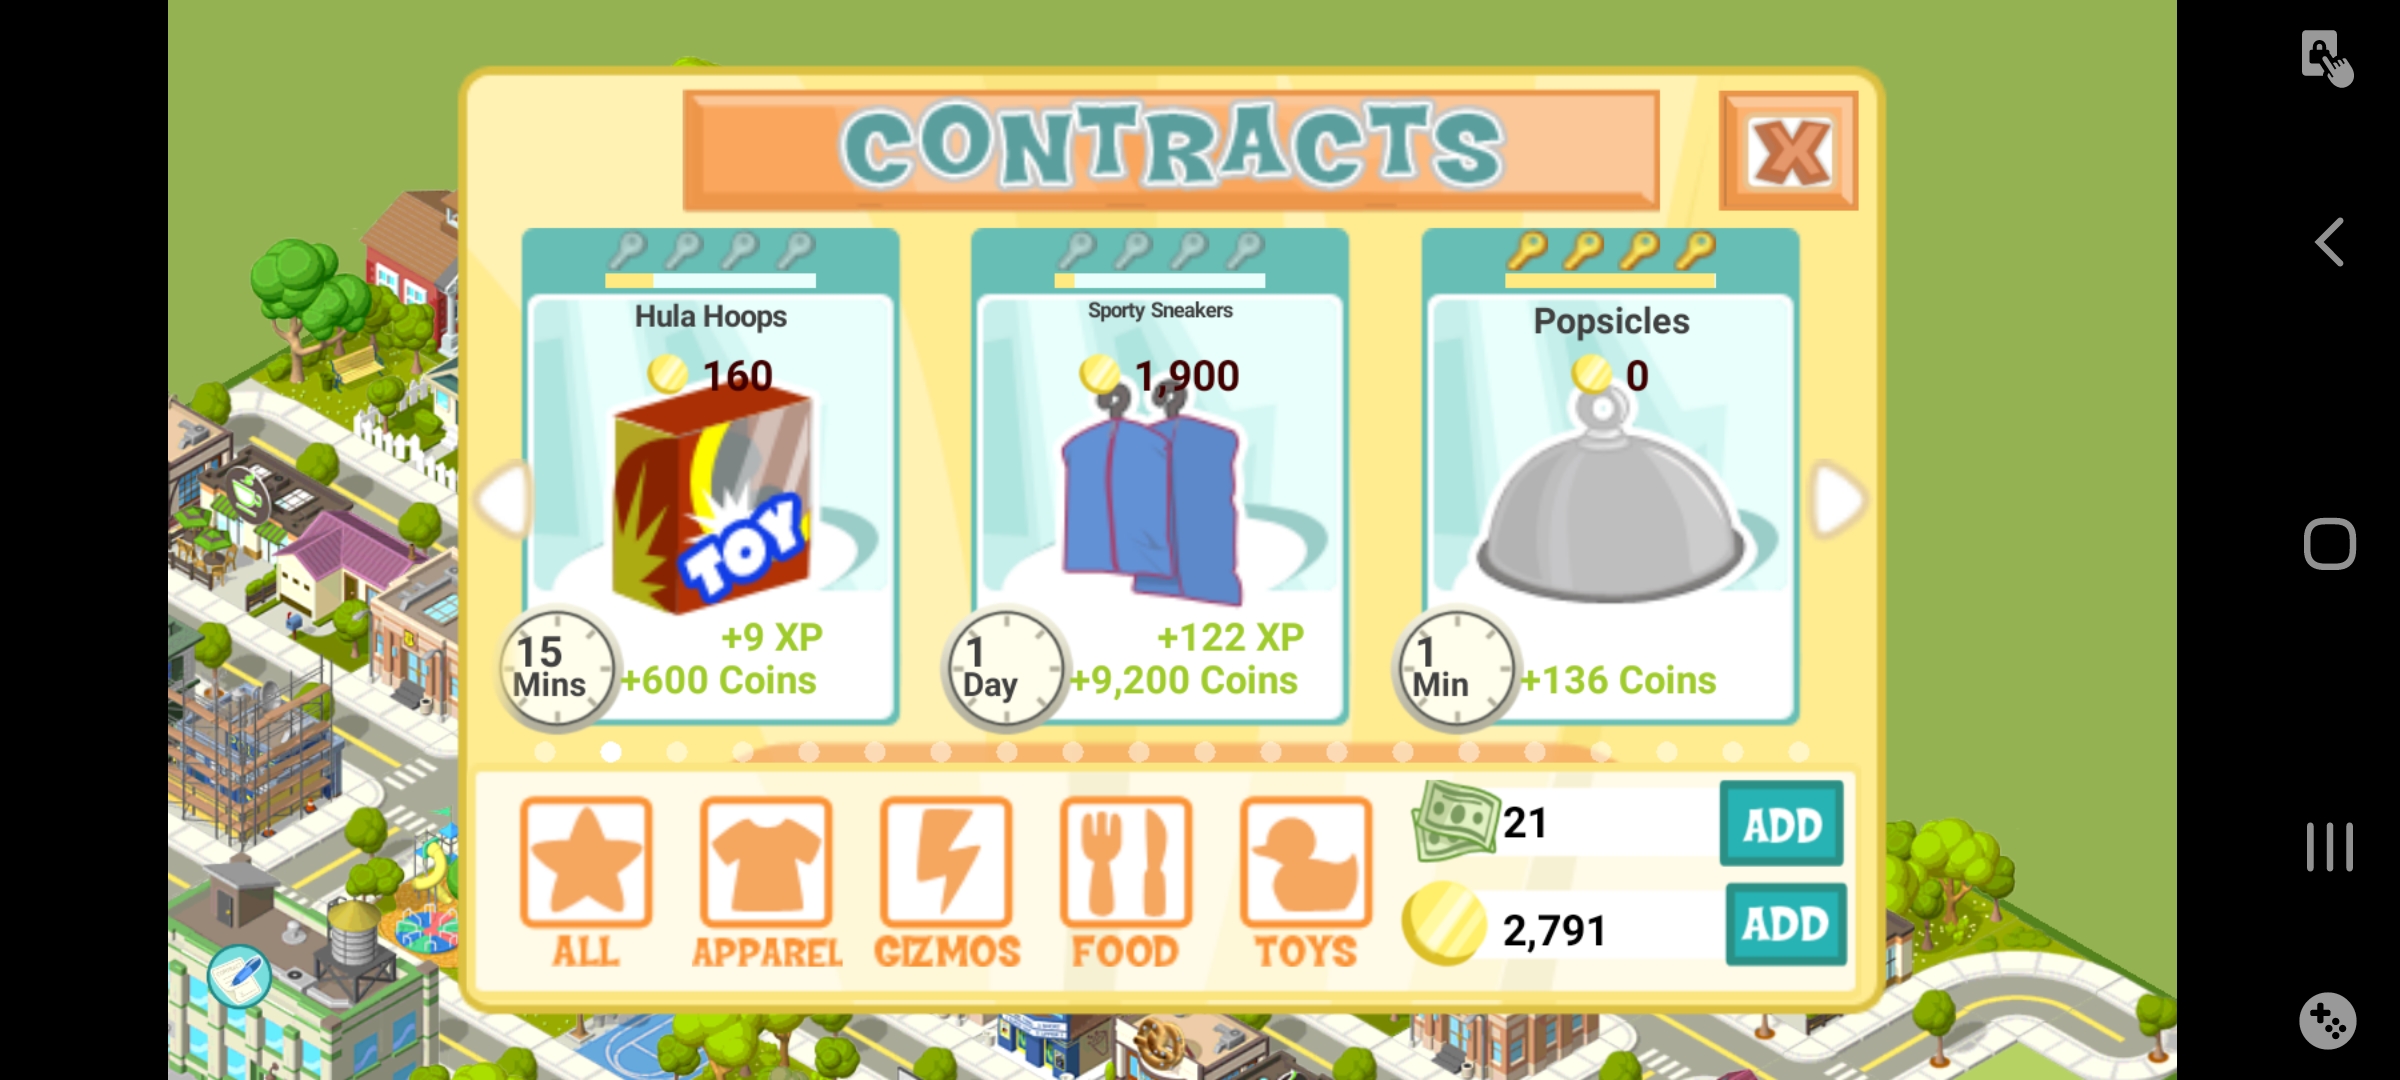 CONTRACTS
X
Hula Hoops
160
TOY
15
Mins
+9 XP
+600 Coins
Sporty Sneakers
1,900
1
Day
+122 XP
+9,200 Coins
Popsicles
0
1
Min
+136 Coins
ALL
APPAREL
GIZMOS
FOOD
TOYS
21
ADD
2,791
ADD